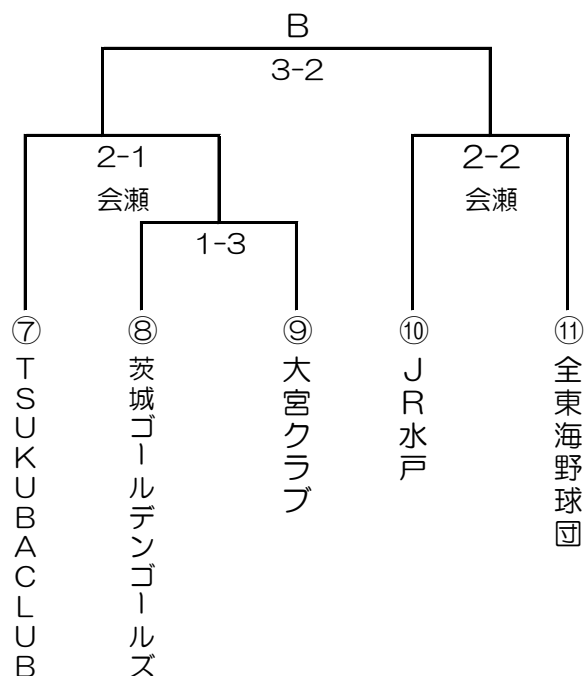 B
3-2
2-1
会瀬
2-2
会瀬
1-3
⑦
⑧
⑨
⑩
⑪
TSUKUBACLUB
茨城ゴールデンゴールズ
大宮クラブ
JR水戸
全東海野球団